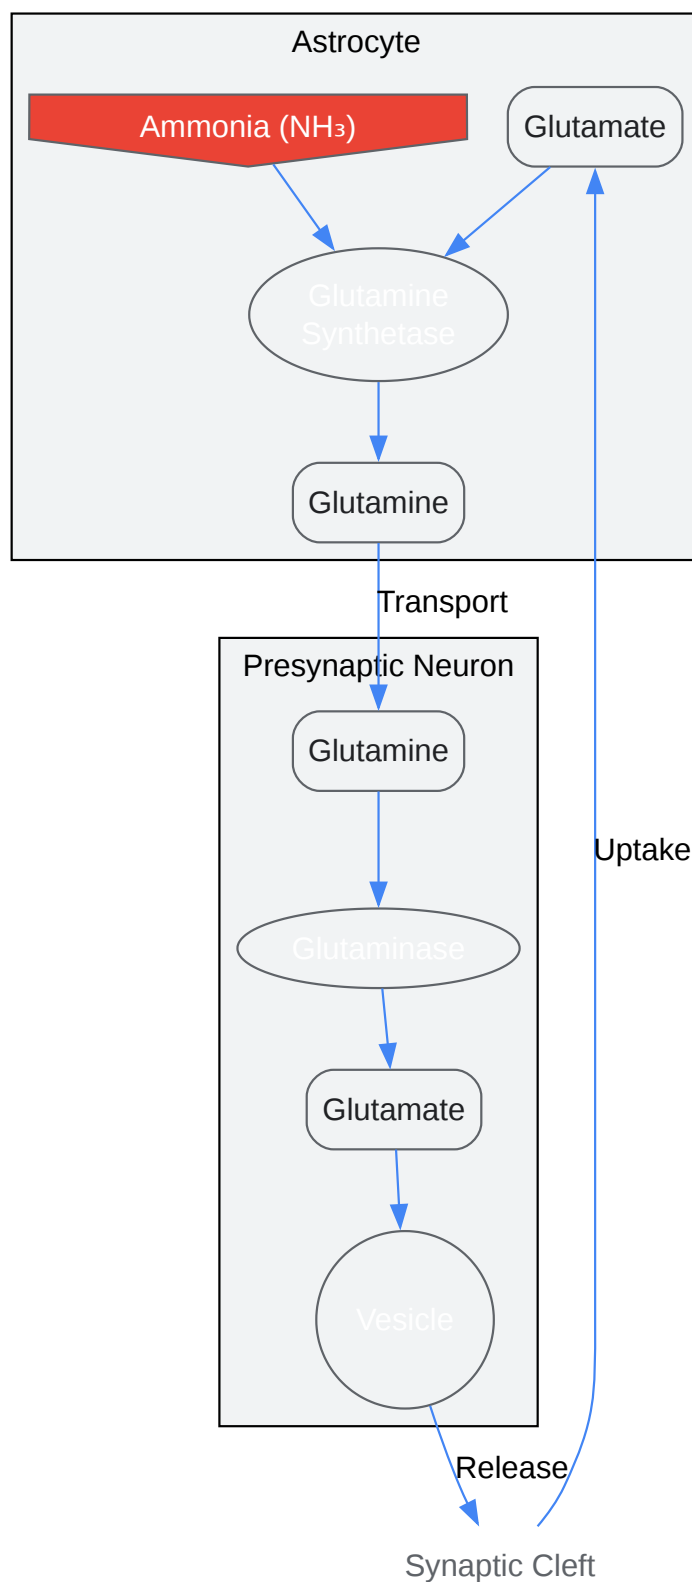 Astrocyte
Ammonia (NH₃)
Glutamate
Glutamine
Synthetase
Glutamine
Transport
Presynaptic Neuron
Glutamine
Uptake
Glutaminase
Glutamate
Vesicle
Release
Synaptic Cleft